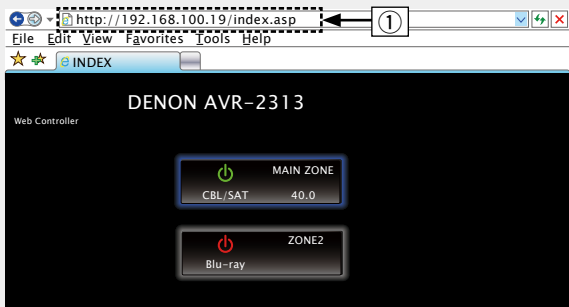 http://192.168.100.19/index.asp
①
File Edit View Favorites Tools Help
INDEX
DENON AVR-2313
Web Controller
MAIN ZONE
CBL/SAT 40.0
ZONE2
Blu-ray